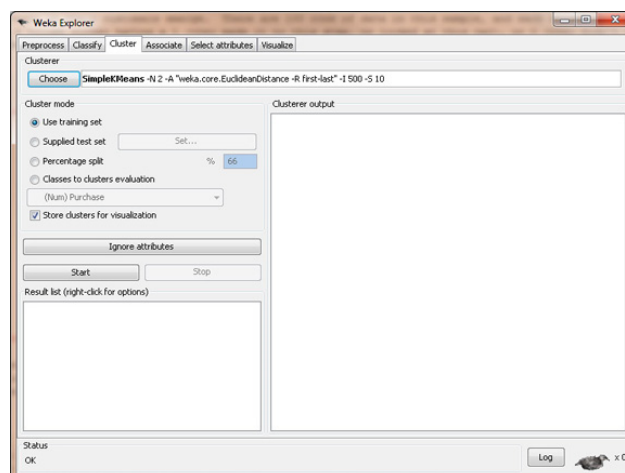 Weka Explorer
Preprocess Classify Cluster Associate Select attributes Visualize
Clusterer
Choose SimpleKMeans -N 2 -A "weka.core.EuclideanDistance -R first-last" -I 500 -S 10
Cluster mode
Use training set
Supplied test set Set...
Percentage split % 66
Classes to clusters evaluation
(Num) Purchase
Store clusters for visualization
Ignore attributes
Start Stop
Result list (right-click for options)
Clusterer output
Status
OK
Log x 0